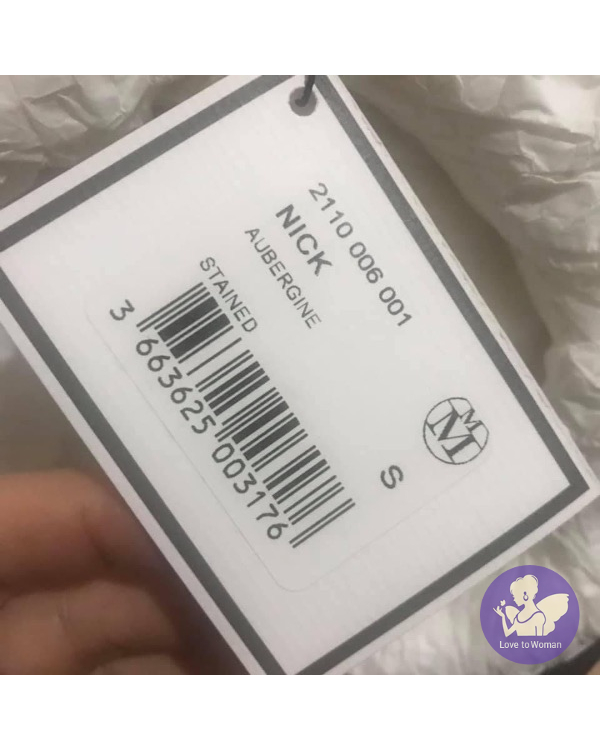 2110 006 001
NICK
AUBERGINE
STAINED
3 663625 003176
S
M
M
Love to Woman